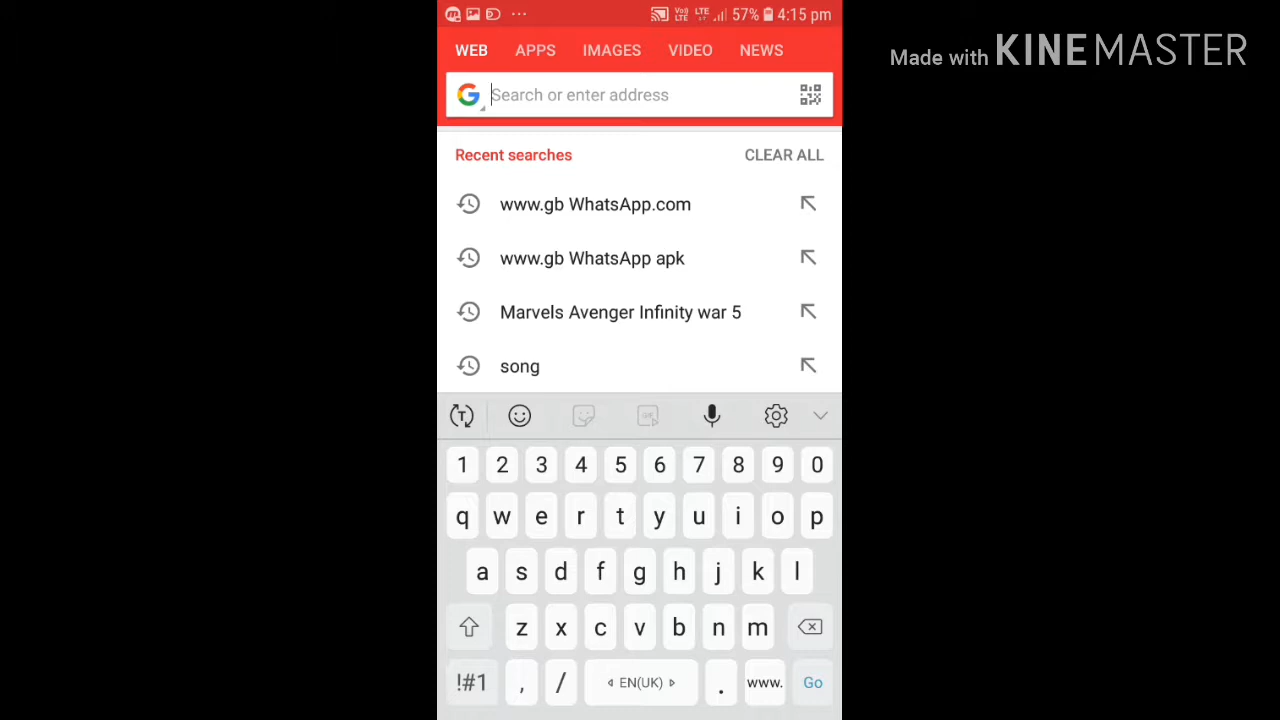 57% 4:15 pm
Made with KINEMASTER
WEB APPS IMAGES VIDEO NEWS
Search or enter address
Recent searches CLEAR ALL
www.gb WhatsApp.com
www.gb WhatsApp apk
Marvels Avenger Infinity war 5
song
1 2 3 4 5 6 7 8 9 0
q w e r t y u i o p
a s d f g h j k l
z x c v b n m
!#1 , / EN(UK) . www. Go